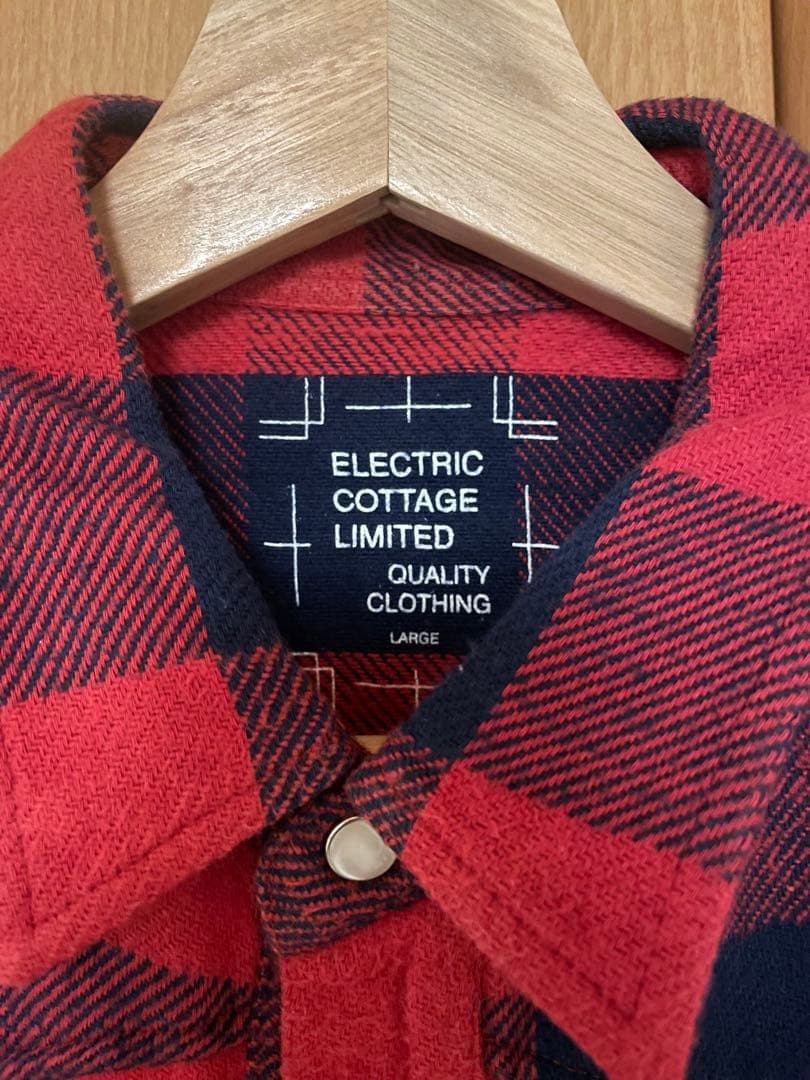 ELECTRIC
COTTAGE
LIMITED
QUALITY
CLOTHING
LARGE